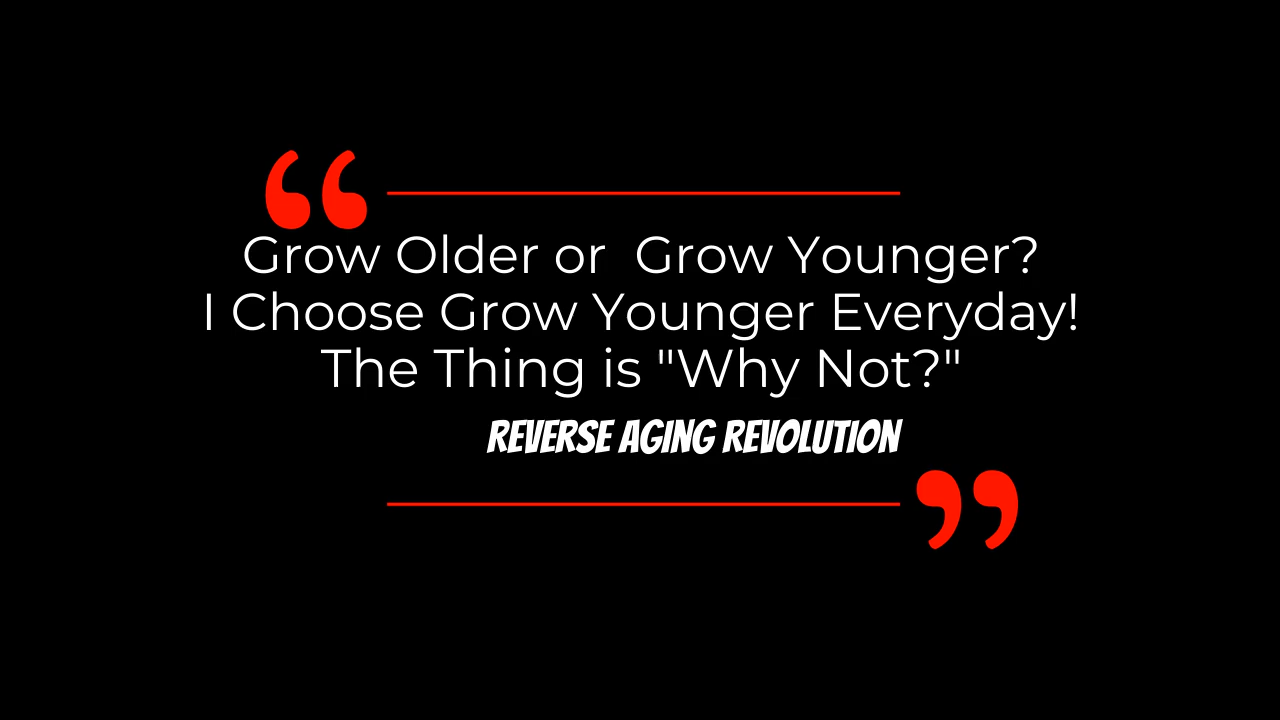 Grow Older or  Grow Younger?
I Choose Grow Younger Everyday!
The Thing is "Why Not?"
REVERSE AGING REVOLUTION